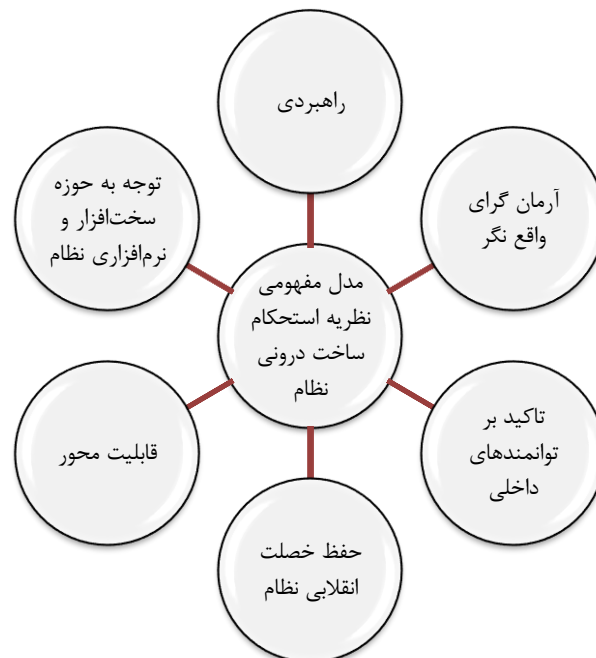 راهبردی
آرمان گرای
واقع نگر
توجه به حوزه
سخت‌افزار و
نرم‌افزاری نظام
مدل مفهومی
نظریه استحکام
ساخت درونی
نظام
تاکید بر
توانمندهای
داخلی
قابلیت محور
حفظ خصلت
انقلابی نظام